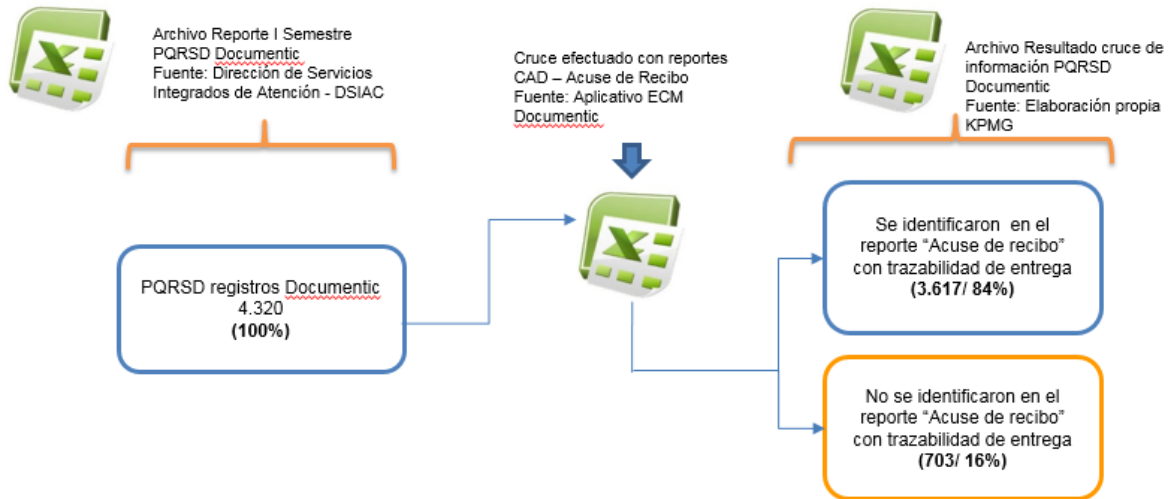 Archivo Reporte I Semestre
PQRSD Documentic
Fuente: Dirección de Servicios
Integrados de Atención - DSIAC
Cruce efectuado con reportes
CAD – Acuse de Recibo
Fuente: Aplicativo ECM
Documentic
Archivo Resultado cruce de
información PQRSD
Documentic
Fuente: Elaboración propia
KPMG
PQRSD registros Documentic
4.320
(100%)
Se identificaron en el
reporte “Acuse de recibo”
con trazabilidad de entrega
(3.617/ 84%)
No se identificaron en el
reporte “Acuse de recibo”
con trazabilidad de entrega
(703/ 16%)